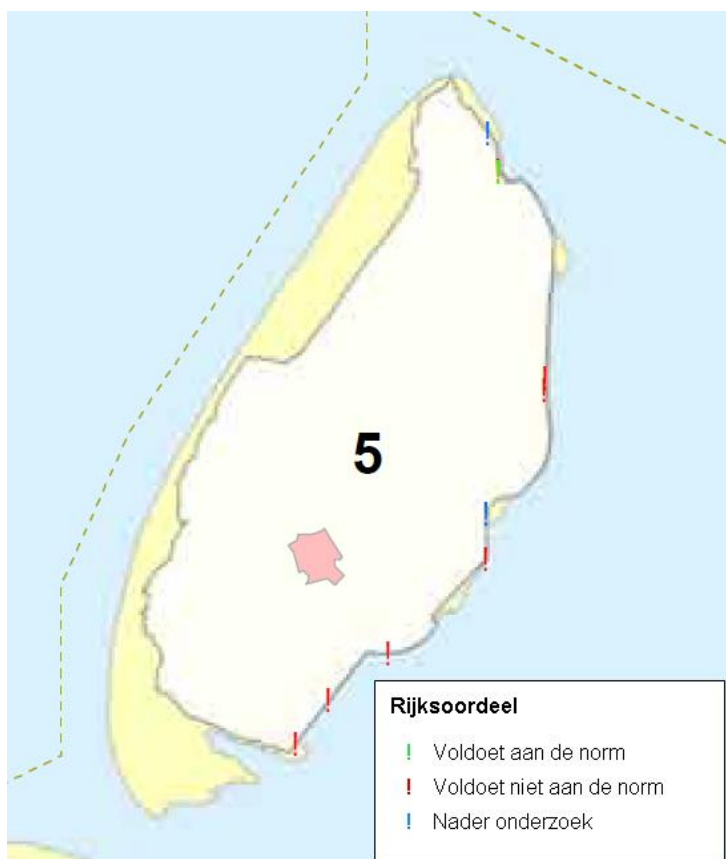 5
Rijksoordeel
! Voldoet aan de norm
! Voldoet niet aan de norm
! Nader onderzoek